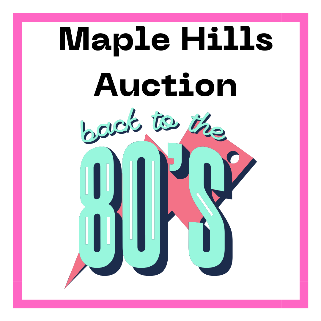 Maple Hills
Auction
back to the
80'S